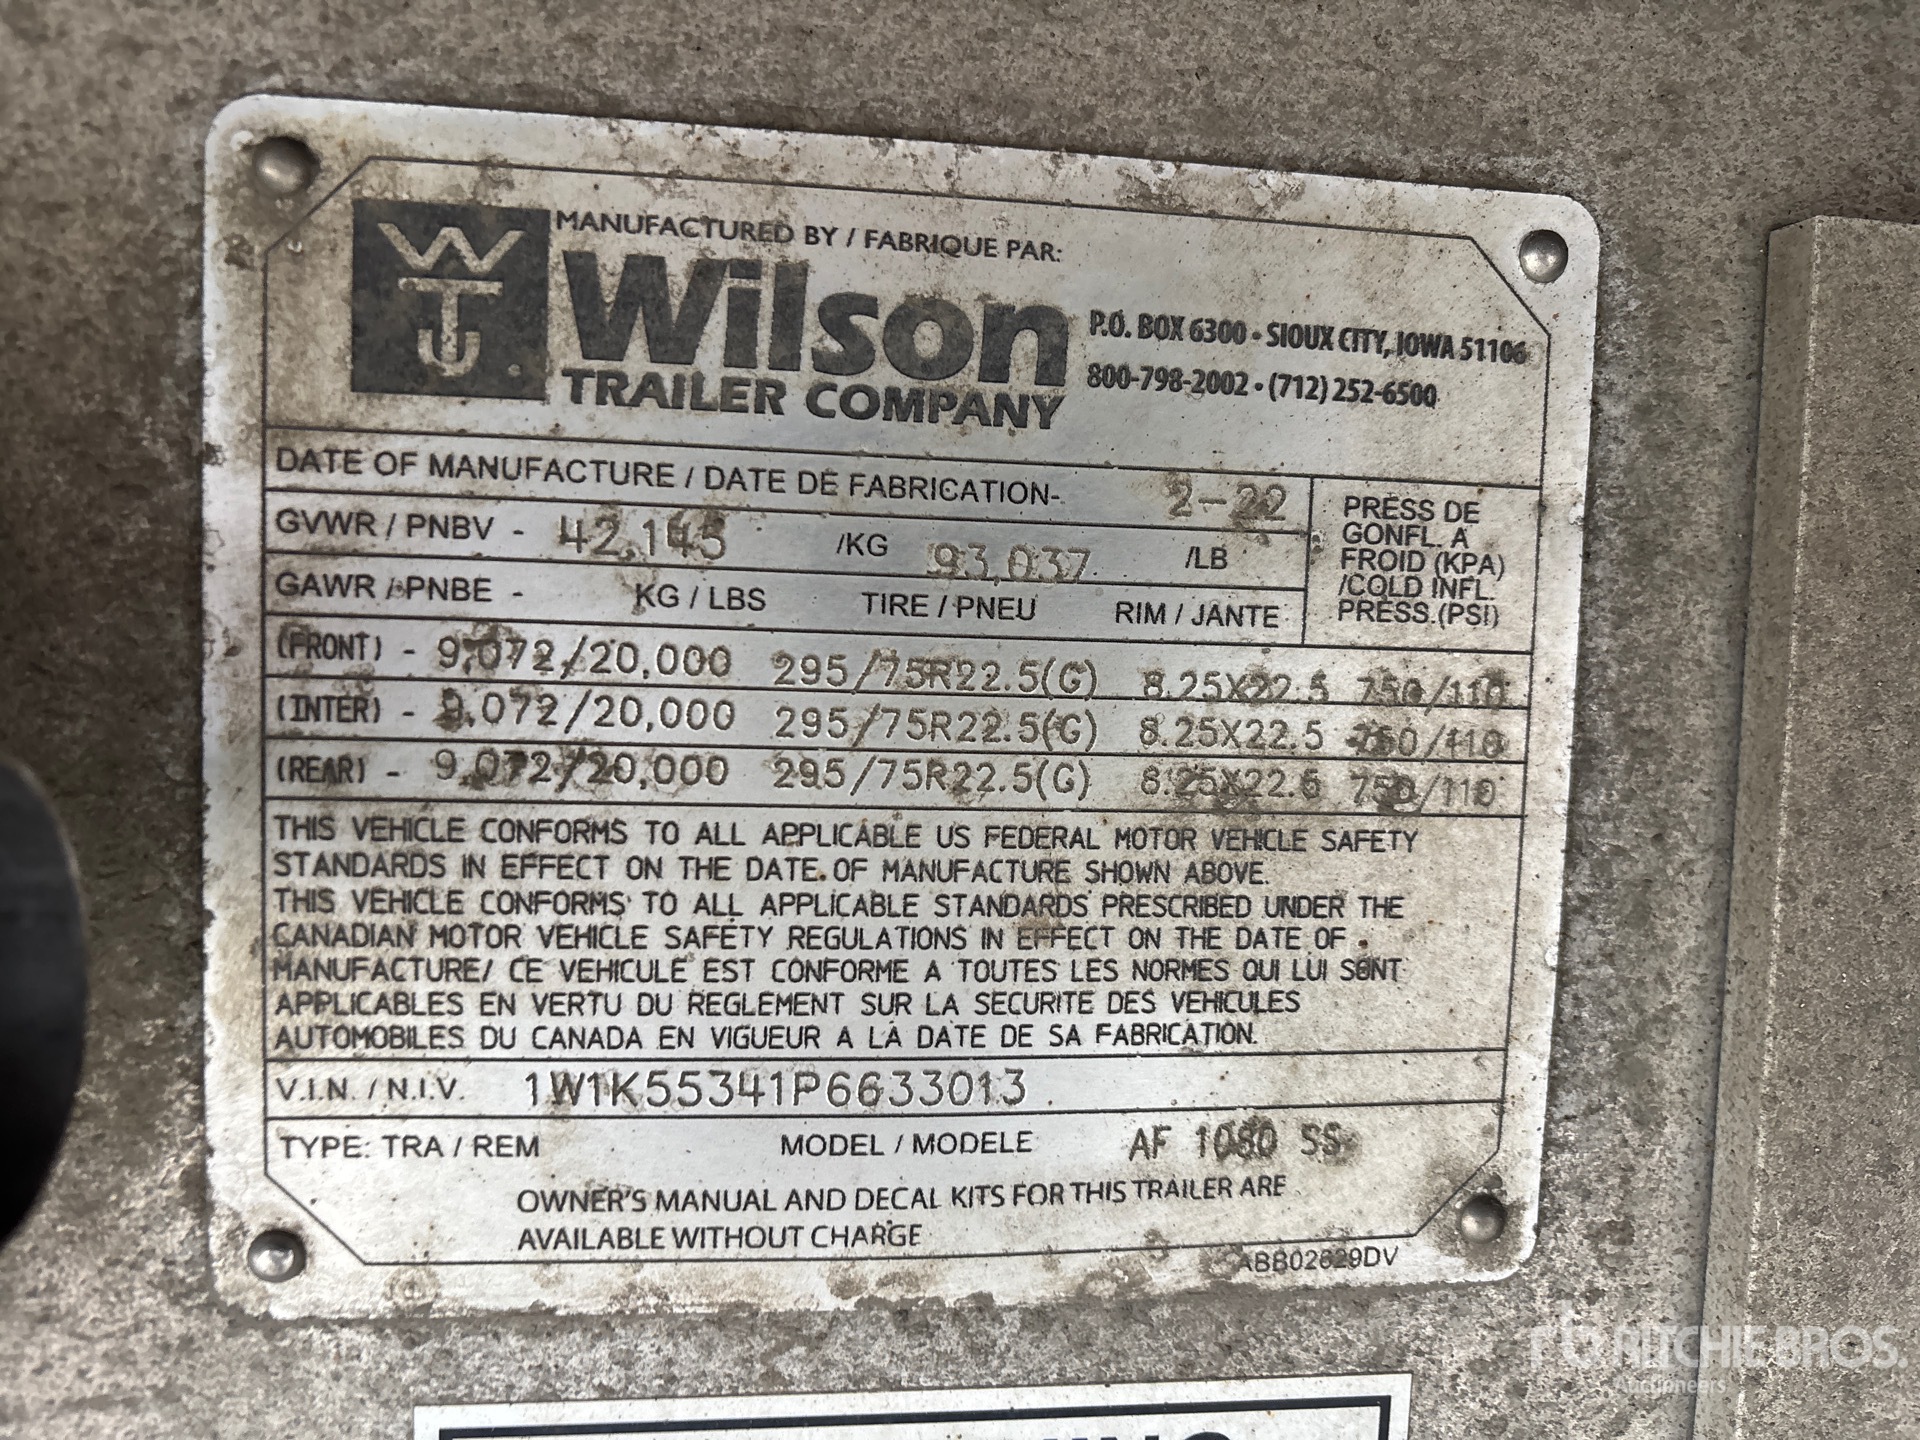 WTJ.
MANUFACTURED BY / FABRIQUE PAR:
Wilson
TRAILER COMPANY
P.O. BOX 6300 • SIOUX CITY, IOWA 51106
800-798-2002 • (712) 252-6500
DATE OF MANUFACTURE / DATE DE FABRICATION- 2-22
GVWR / PNBV - 42,145 /KG 93,037 /LB
PRESS DE
GONFL. A
FROID (KPA)
/COLD INFL.
PRESS.(PSI)
GAWR / PNBE - KG / LBS TIRE / PNEU RIM / JANTE
(FRONT) - 9,072/20,000 295/75R22.5(G) 8.25X22.5 750/110
(INTER) - 9,072/20,000 295/75R22.5(G) 8.25X22.5 750/110
(REAR) - 9,072/20,000 295/75R22.5(G) 8.25X22.5 750/110
THIS VEHICLE CONFORMS TO ALL APPLICABLE US FEDERAL MOTOR VEHICLE SAFETY
STANDARDS IN EFFECT ON THE DATE OF MANUFACTURE SHOWN ABOVE.
THIS VEHICLE CONFORMS TO ALL APPLICABLE STANDARDS PRESCRIBED UNDER THE
CANADIAN MOTOR VEHICLE SAFETY REGULATIONS IN EFFECT ON THE DATE OF
MANUFACTURE/ CE VEHICULE EST CONFORME A TOUTES LES NORMES QUI LUI SONT
APPLICABLES EN VERTU DU REGLEMENT SUR LA SECURITE DES VEHICULES
AUTOMOBILES DU CANADA EN VIGUEUR A LA DATE DE SA FABRICATION.
V.I.N. / N.I.V. 1W1K55341P6633013
TYPE: TRA / REM MODEL / MODELE AF 1080 SS
OWNER'S MANUAL AND DECAL KITS FOR THIS TRAILER ARE
AVAILABLE WITHOUT CHARGE
RITCHIE BROS.
Auctioneers